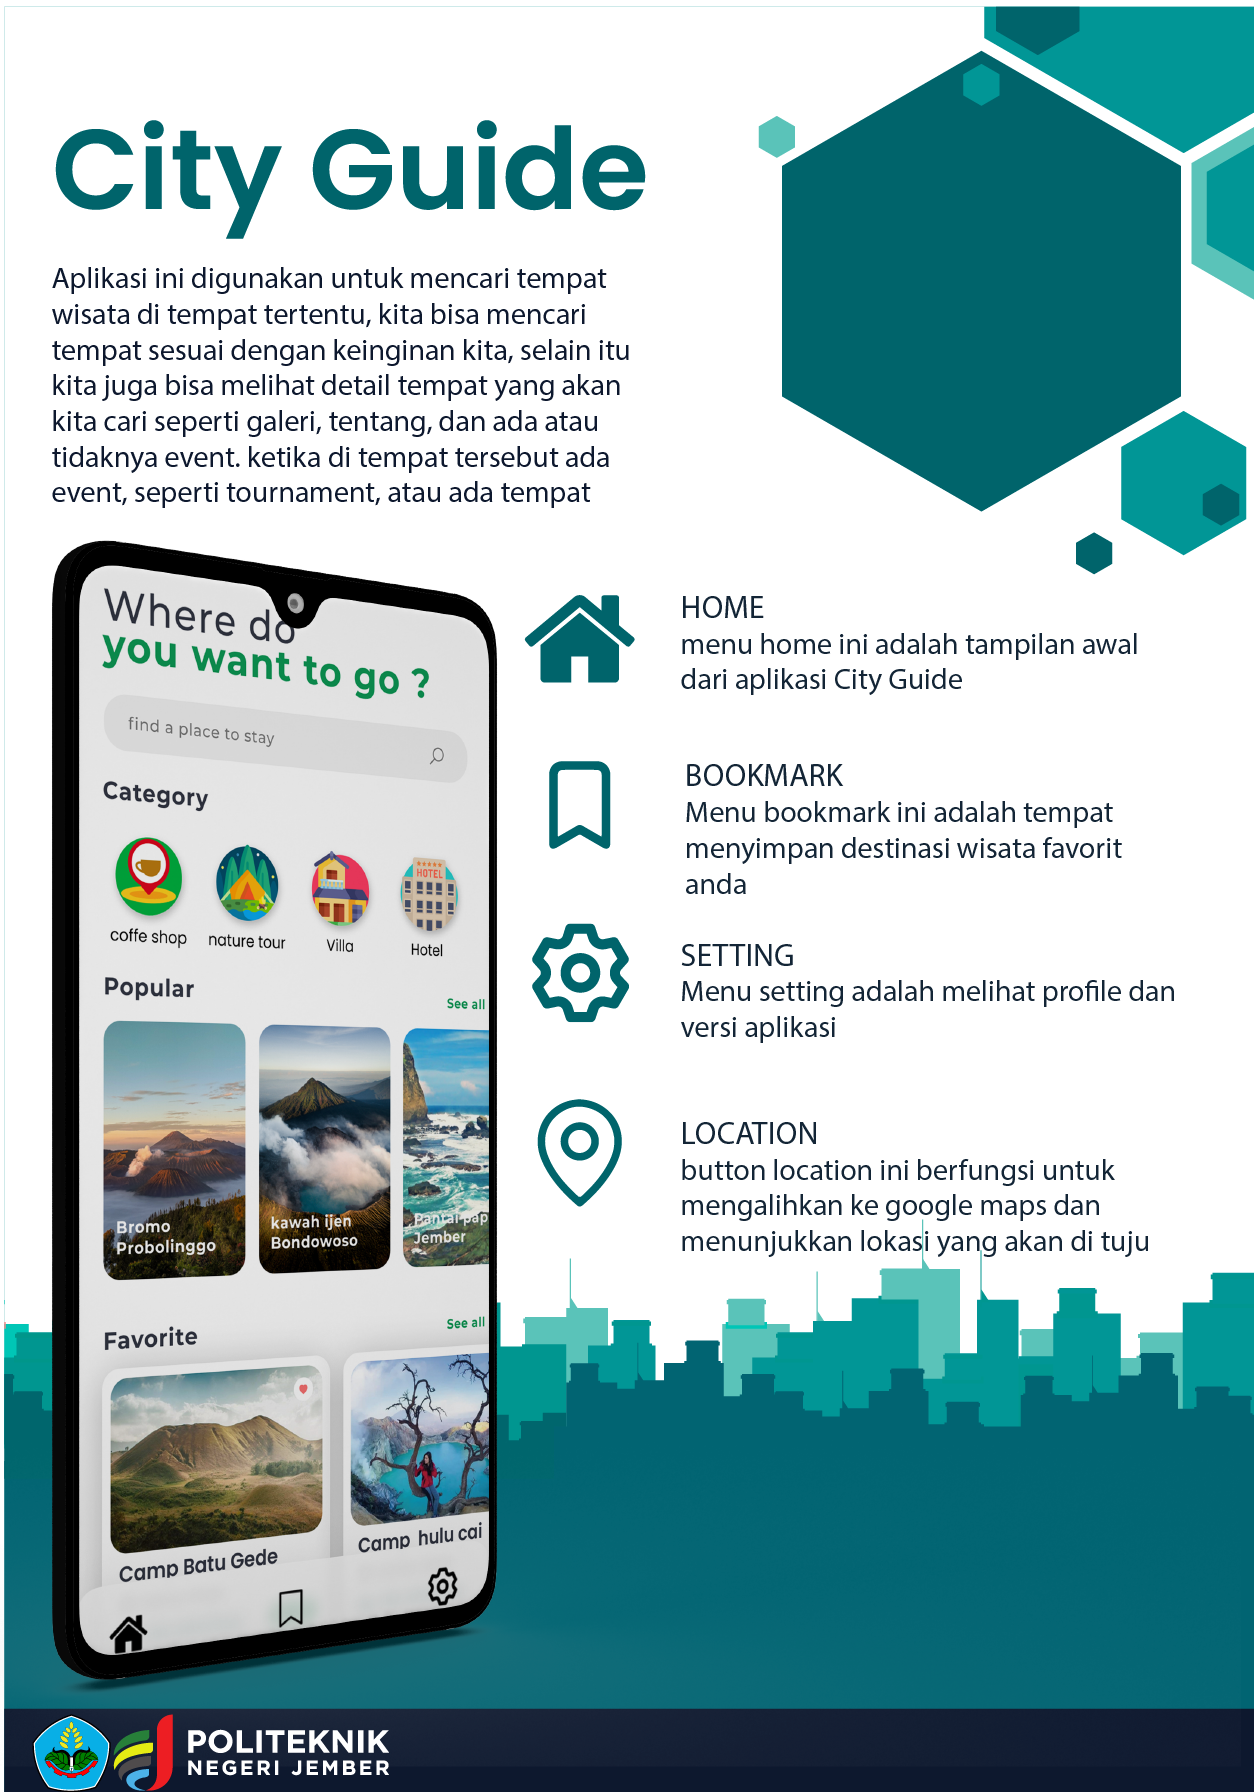 City Guide
Aplikasi ini digunakan untuk mencari tempat
wisata di tempat tertentu, kita bisa mencari
tempat sesuai dengan keinginan kita, selain itu
kita juga bisa melihat detail tempat yang akan
kita cari seperti galeri, tentang, dan ada atau
tidaknya event. ketika di tempat tersebut ada
event, seperti tournament, atau ada tempat
Where do
you want to go ?
find a place to stay
Category
HOTEL
coffe shop
nature tour
Villa
Hotel
Popular
See all
Bromo
Probolinggo
kawah ijen
Bondowoso
Pantai pap
Jember
Favorite
See all
Camp Batu Gede
Camp hulu cai
HOME
menu home ini adalah tampilan awal
dari aplikasi City Guide
BOOKMARK
Menu bookmark ini adalah tempat
menyimpan destinasi wisata favorit
anda
SETTING
Menu setting adalah melihat profile dan
versi aplikasi
LOCATION
button location ini berfungsi untuk
mengalihkan ke google maps dan
menunjukkan lokasi yang akan di tuju
POLITEKNIK
NEGERI JEMBER